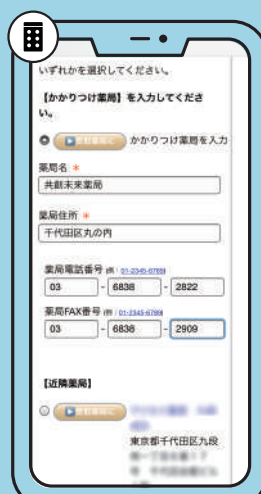 いずれかを選択してください。
【かかりつけ薬局】を入力してくださ
い。
かかりつけ薬局を入力
薬局名 *
共創未来薬局
薬局住所 *
千代田区丸の内
薬局電話番号 例：01-2345-6789
03 - 6838 - 2822
薬局FAX番号 例：01-2345-6789
03 - 6838 - 2909
【近隣薬局】
東京都千代田区九段